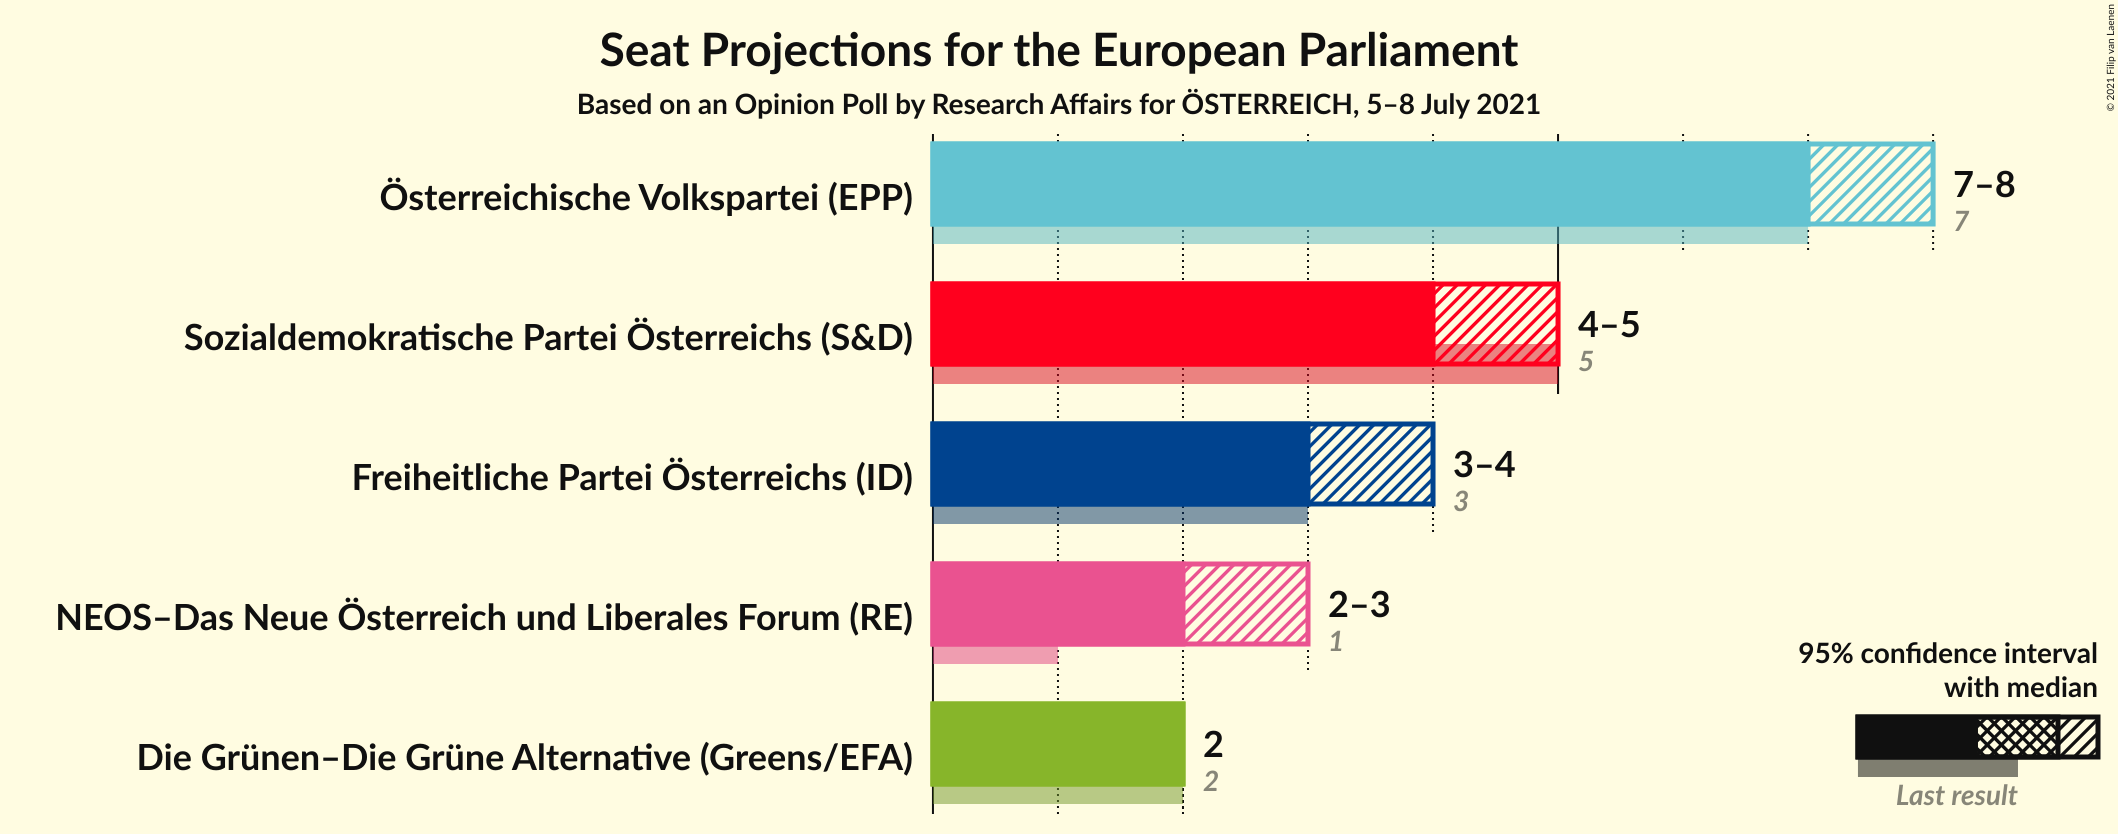 Seat Projections for the European Parliament
Based on an Opinion Poll by Research Affairs for ÖSTERREICH, 5–8 July 2021
© 2021 Filip van Laenen
Österreichische Volkspartei (EPP)
7–8
7
Sozialdemokratische Partei Österreichs (S&D)
4–5
5
Freiheitliche Partei Österreichs (ID)
3–4
3
NEOS–Das Neue Österreich und Liberales Forum (RE)
2–3
1
Die Grünen–Die Grüne Alternative (Greens/EFA)
2
2
95% confidence interval
with median
Last result